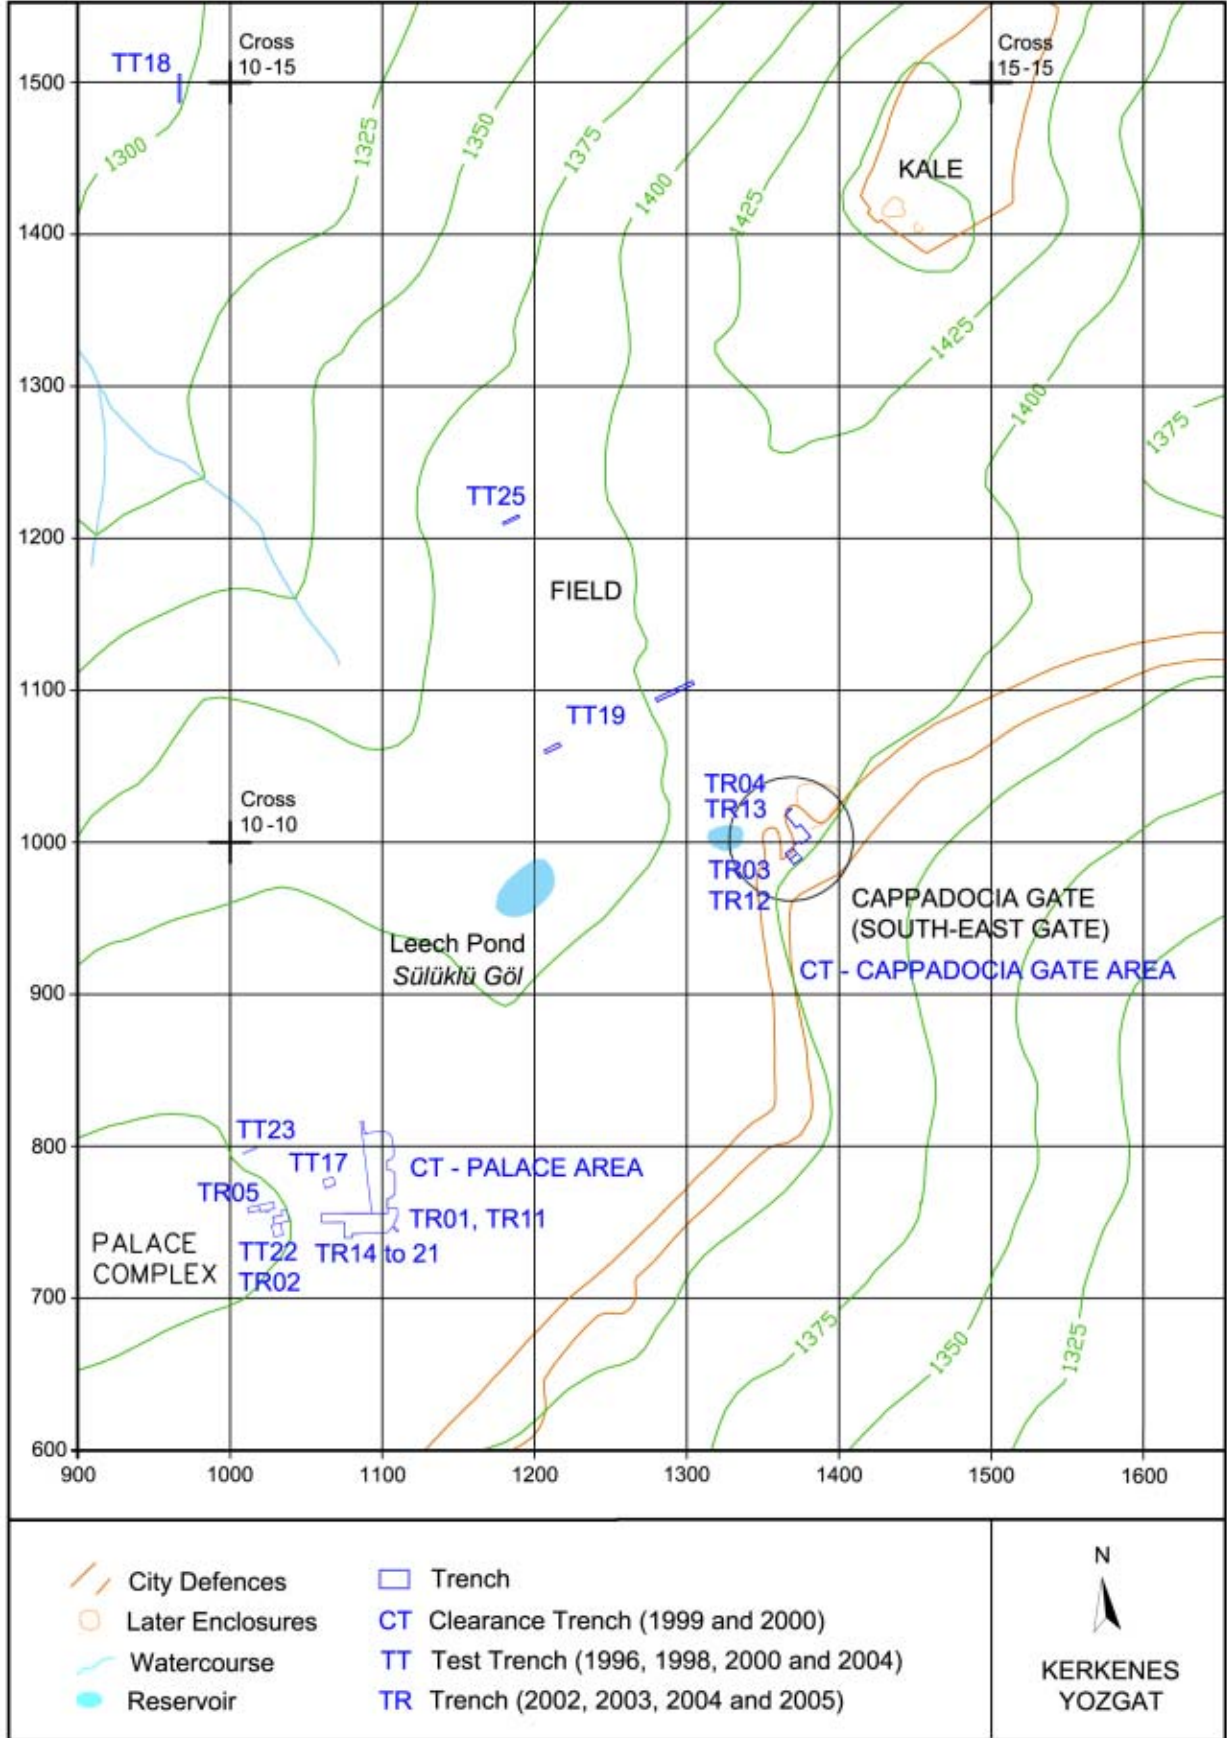 Cross
10-15
Cross
15-15
TT18
1500
1300
1325
1350
1375
1400
1425
KALE
1400
1425
1400
1375
1300
TT25
1200
FIELD
1100
TT19
TR04
TR13
Cross
10-10
1000
TR03
TR12
CAPPADOCIA GATE
(SOUTH-EAST GATE)
CT - CAPPADOCIA GATE AREA
Leech Pond
Sülüklü Göl
900
800
TT23
TT17
CT - PALACE AREA
TR05
TR01, TR11
PALACE
COMPLEX
TT22
TR02
TR14 to 21
700
1375
1350
1325
600
900 1000 1100 1200 1300 1400 1500 1600
City Defences
Later Enclosures
Watercourse
Reservoir
Trench
CT Clearance Trench (1999 and 2000)
TT Test Trench (1996, 1998, 2000 and 2004)
TR Trench (2002, 2003, 2004 and 2005)
N
KERKENES
YOZGAT